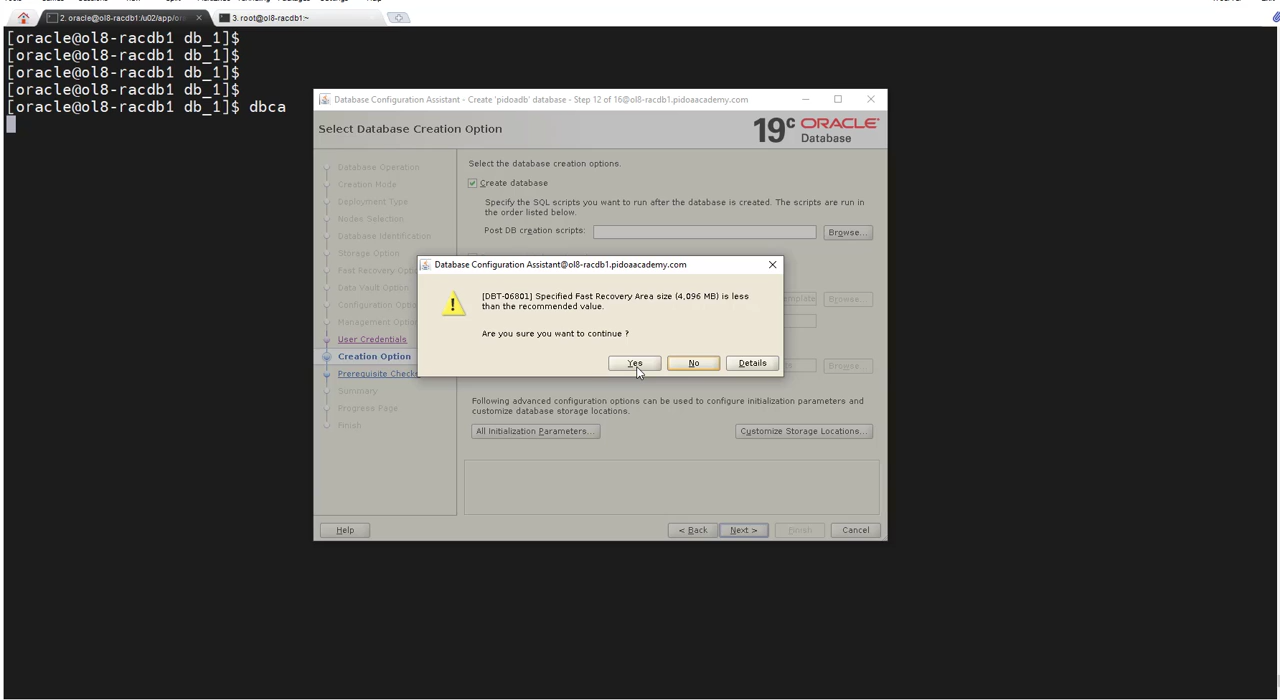 2. oracle@ol8-racdb1:/u02/app/or
3. root@ol8-racdb1:~
[oracle@ol8-racdb1 db_1]$
[oracle@ol8-racdb1 db_1]$
[oracle@ol8-racdb1 db_1]$
[oracle@ol8-racdb1 db_1]$
[oracle@ol8-racdb1 db_1]$ dbca
Database Configuration Assistant - Create 'pidoadb' database - Step 12 of 16@ol8-racdb1.pidoaacademy.com
Select Database Creation Option
19c ORACLE
Database
Database Operation
Creation Mode
Deployment Type
Nodes Selection
Database Identification
Storage Option
Fast Recovery Option
Data Vault Option
Configuration Option
Management Option
User Credentials
Creation Option
Prerequisite Checks
Summary
Progress Page
Finish
Select the database creation options.
Create database
Specify the SQL scripts you want to run after the database is created. The scripts are run in
the order listed below.
Post DB creation scripts:
Browse...
Database Configuration Assistant@ol8-racdb1.pidoaacademy.com
[DBT-06801] Specified Fast Recovery Area size (4,096 MB) is less
than the recommended value.
Are you sure you want to continue ?
Yes
No
Details
Browse...
Browse...
Following advanced configuration options can be used to configure initialization parameters and
customize database storage locations.
All Initialization Parameters...
Customize Storage Locations...
Help
< Back
Next >
Finish
Cancel